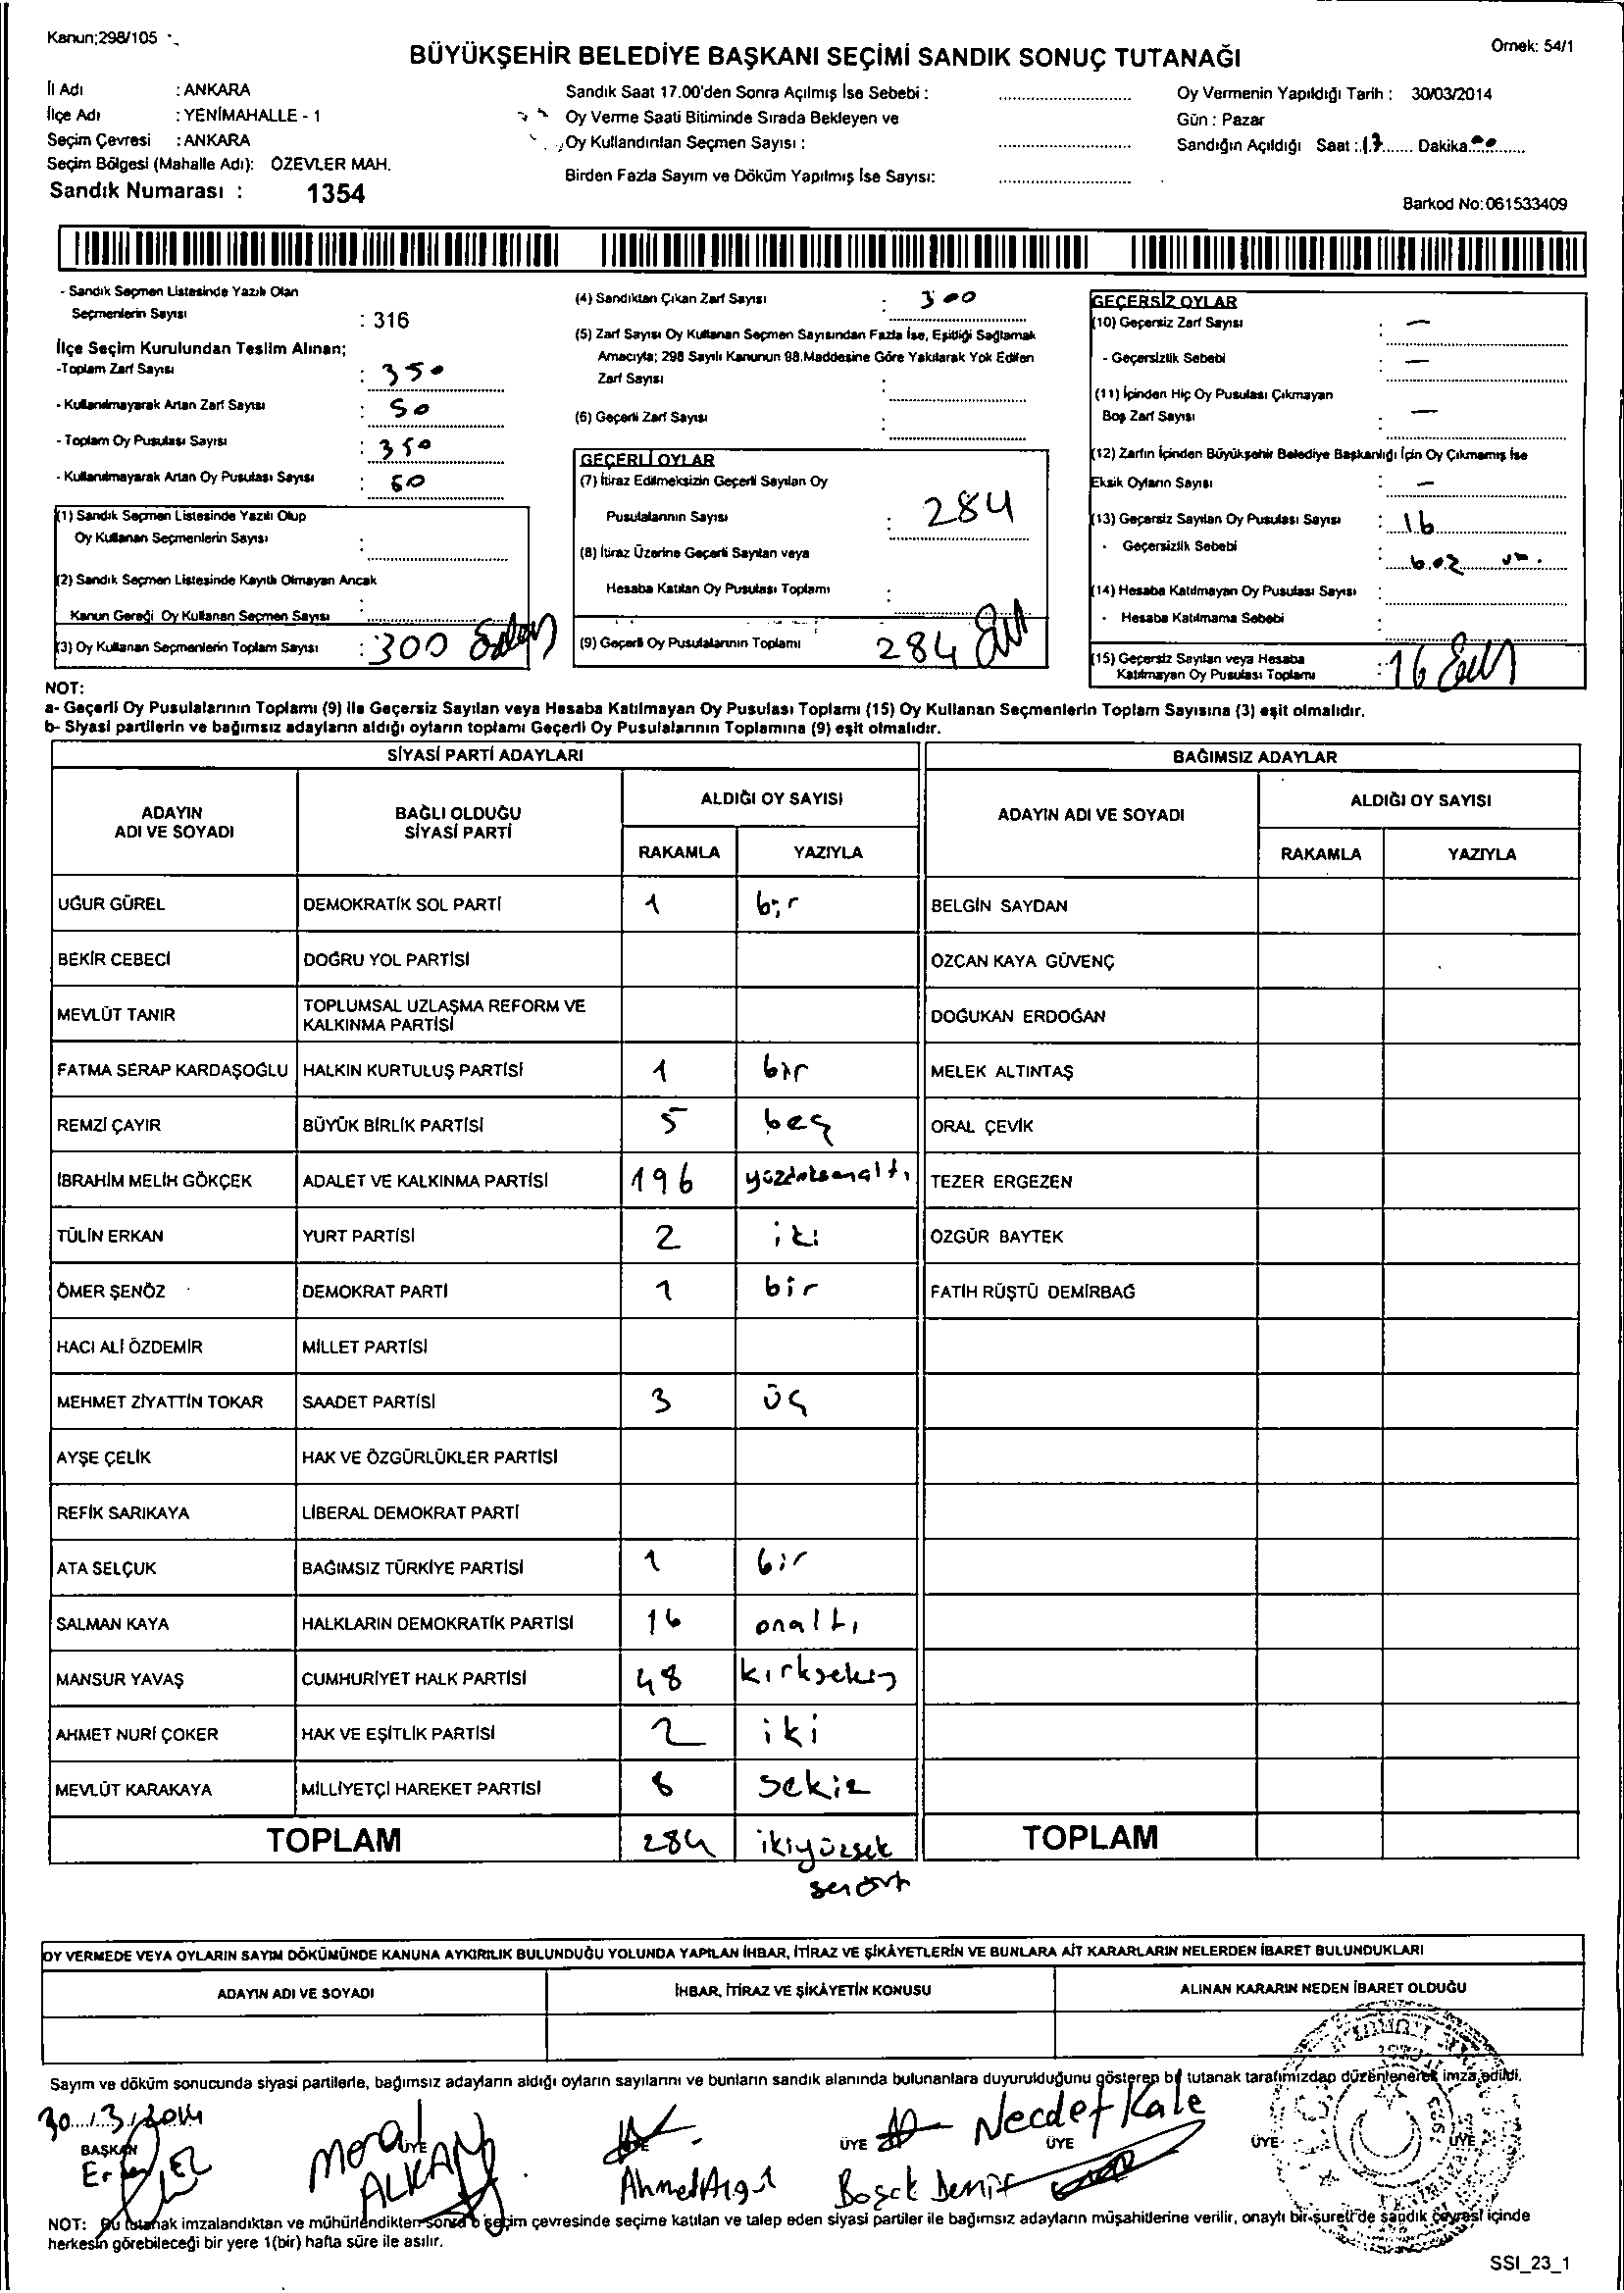 Kanun;298/105
Örnek: 54/1
BÜYÜKŞEHİR BELEDİYE BAŞKANI SEÇİMİ SANDIK SONUÇ TUTANAĞI
İl Adı : ANKARA
İlçe Adı : YENİMAHALLE - 1
Seçim Çevresi : ANKARA
Seçim Bölgesi (Mahalle Adı): ÖZEVLER MAH.
Sandık Numarası : 1354
Sandık Saat 17.00'den Sonra Açılmış İse Sebebi :
Oy Verme Saati Bitiminde Sırada Bekleyen ve
Oy Kullandırılan Seçmen Sayısı :
Birden Fazla Sayım ve Döküm Yapılmış İse Sayısı:
Oy Vermenin Yapıldığı Tarih : 30/03/2014
Gün : Pazar
Sandığın Açıldığı Saat : 17 Dakika 00
Barkod No: 061533409
- Sandık Seçmen Listesinde Yazılı Olan
Seçmenlerin Sayısı : 316
İlçe Seçim Kurulundan Teslim Alınan;
-Toplam Zarf Sayısı : 350
- Kullanılmayarak Artan Zarf Sayısı : 50
- Toplam Oy Pusulası Sayısı : 350
- Kullanılmayarak Artan Oy Pusulası Sayısı : 50
(1) Sandık Seçmen Listesinde Yazılı Olup
Oy Kullanan Seçmenlerin Sayısı :
(2) Sandık Seçmen Listesinde Kayıtlı Olmayan Ancak
Kanun Gereği Oy Kullanan Seçmen Sayısı :
(3) Oy Kullanan Seçmenlerin Toplam Sayısı : 300
(4) Sandıktan Çıkan Zarf Sayısı : 300
(5) Zarf Sayısı Oy Kullanan Seçmen Sayısından Fazla İse, Eşitliği Sağlamak
Amacıyla; 298 Sayılı Kanunun 98.Maddesine Göre Yakılarak Yok Edilen
Zarf Sayısı :
(6) Geçerli Zarf Sayısı :
GEÇERLİ OYLAR
(7) İtiraz Edilmeksizin Geçerli Sayılan Oy
Pusulalarının Sayısı : 284
(8) İtiraz Üzerine Geçerli Sayılan veya
Hesaba Katılan Oy Pusulası Toplamı :
(9) Geçerli Oy Pusulalarının Toplamı 284
GEÇERSİZ OYLAR
(10) Geçersiz Zarf Sayısı : —
- Geçersizlik Sebebi : —
(11) İçinden Hiç Oy Pusulası Çıkmayan
Boş Zarf Sayısı : —
(12) Zarfın İçinden Büyükşehir Belediye Başkanlığı İçin Oy Çıkmamış İse
Eksik Oyların Sayısı : —
(13) Geçersiz Sayılan Oy Pusulası Sayısı : 16
- Geçersizlik Sebebi :
(14) Hesaba Katılmayan Oy Pusulası Sayısı :
- Hesaba Katılmama Sebebi :
(15) Geçersiz Sayılan veya Hesaba
Katılmayan Oy Pusulası Toplamı : 16
NOT:
a- Geçerli Oy Pusulalarının Toplamı (9) ile Geçersiz Sayılan veya Hesaba Katılmayan Oy Pusulası Toplamı (15) Oy Kullanan Seçmenlerin Toplam Sayısına (3) eşit olmalıdır.
b- Siyasi partilerin ve bağımsız adayların aldığı oyların toplamı Geçerli Oy Pusulalarının Toplamına (9) eşit olmalıdır.
SİYASİ PARTİ ADAYLARI BAĞIMSIZ ADAYLAR
ADAYIN ADI VE SOYADI BAĞLI OLDUĞU SİYASİ PARTİ ALDIĞI OY SAYISI ADAYIN ADI VE SOYADI ALDIĞI OY SAYISI
RAKAMLA YAZIYLA RAKAMLA YAZIYLA
UĞUR GÜREL DEMOKRATİK SOL PARTİ 1 bir BELGİN SAYDAN
BEKİR CEBECİ DOĞRU YOL PARTİSİ ÖZCAN KAYA GÜVENÇ
MEVLÜT TANIR TOPLUMSAL UZLAŞMA REFORM VE KALKINMA PARTİSİ DOĞUKAN ERDOĞAN
FATMA SERAP KARDAŞOĞLU HALKIN KURTULUŞ PARTİSİ 1 bir MELEK ALTINTAŞ
REMZİ ÇAYIR BÜYÜK BİRLİK PARTİSİ 5 beş ORAL ÇEVİK
İBRAHİM MELİH GÖKÇEK ADALET VE KALKINMA PARTİSİ 196 yüzdoksanaltı TEZER ERGEZEN
TÜLİN ERKAN YURT PARTİSİ 2 iki ÖZGÜR BAYTEK
ÖMER ŞENÖZ DEMOKRAT PARTİ 1 bir FATİH RÜŞTÜ DEMİRBAĞ
HACI ALİ ÖZDEMİR MİLLET PARTİSİ
MEHMET ZİYATTİN TOKAR SAADET PARTİSİ 3 üç
AYŞE ÇELİK HAK VE ÖZGÜRLÜKLER PARTİSİ
REFİK SARIKAYA LİBERAL DEMOKRAT PARTİ
ATA SELÇUK BAĞIMSIZ TÜRKİYE PARTİSİ 1 bir
SALMAN KAYA HALKLARIN DEMOKRATİK PARTİSİ 16 onaltı
MANSUR YAVAŞ CUMHURİYET HALK PARTİSİ 48 kırksekiz
AHMET NURİ ÇOKER HAK VE EŞİTLİK PARTİSİ 2 iki
MEVLÜT KARAKAYA MİLLİYETÇİ HAREKET PARTİSİ 8 sekiz
TOPLAM 284 ikiyüzsek TOPLAM
OY VERMEDE VEYA OYLARIN SAYIM DÖKÜMÜNDE KANUNA AYKIRILIK BULUNDUĞU YOLUNDA YAPILAN İHBAR, İTİRAZ VE ŞİKÂYETLERİN VE BUNLARA AİT KARARLARIN NELERDEN İBARET BULUNDUKLARI
ADAYIN ADI VE SOYADI İHBAR, İTİRAZ VE ŞİKÂYETİN KONUSU ALINAN KARARIN NEDEN İBARET OLDUĞU
Sayım ve döküm sonucunda siyasi partilerle, bağımsız adayların aldığı oyların sayılarını ve bunların sandık alanında bulunanlara duyurulduğunu gösteren bu tutanak tarafımızdan düzenlenerek imza edildi.
30/3/2014
BAŞKAN ÜYE ÜYE ÜYE ÜYE ÜYE
ALKAN Necdet Kale
NOT: Bu tutanak imzalandıktan ve mühürlendikten sonra o seçim çevresinde seçime katılan ve talep eden siyasi partiler ile bağımsız adayların müşahitlerine verilir, onaylı bir sureti de sandık çevresi içinde
herkesin görebileceği bir yere 1(bir) hafta süre ile asılır.
SSI_23_1